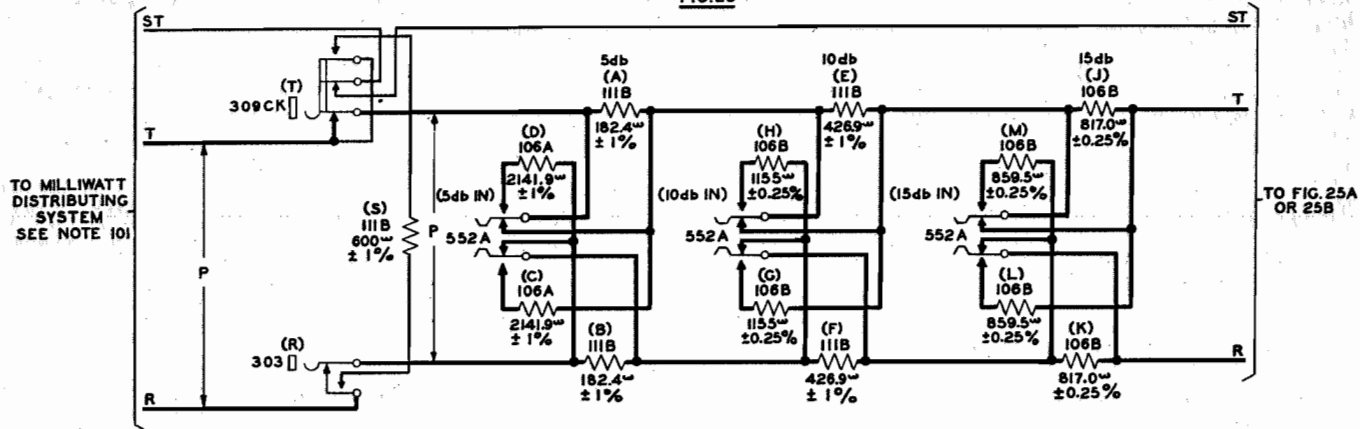 ST
ST
(T)
309CK
T
TO MILLIWATT
DISTRIBUTING
SYSTEM
SEE NOTE 101
P
(S)
111B
600ω
± 1%
P
(R)
303
R
5db
(A)
111B
182.4ω
± 1%
(D)
106A
2141.9ω
± 1%
(5db IN)
552A
(C)
106A
2141.9ω
± 1%
(B)
111B
182.4ω
± 1%
10db
(E)
111B
426.9ω
± 1%
(H)
106B
1155ω
±0.25%
(10db IN)
552A
(G)
106B
1155ω
±0.25%
(F)
111B
426.9ω
± 1%
15db
(J)
106B
817.0ω
±0.25%
(M)
106B
859.5ω
±0.25%
(15db IN)
552A
(L)
106B
859.5ω
±0.25%
(K)
106B
817.0ω
±0.25%
T
R
TO FIG. 25A
OR 25B